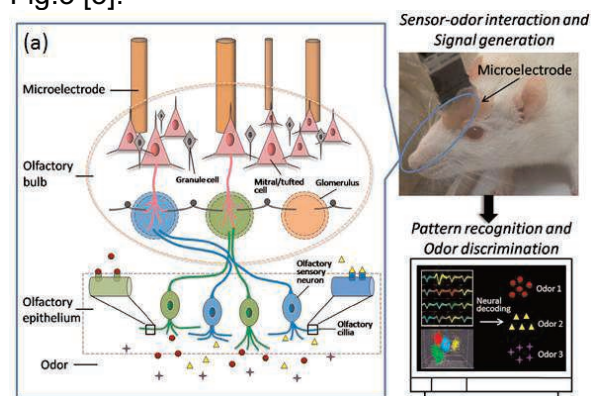 Fig.3 [6].
(a)
Microelectrode
Olfactory
bulb
Granule cell
Mitral/tufted
cell
Glomerulus
Olfactory
sensory
neuron
Olfactory
epithelium
Olfactory
cillia
Odor
Sensor-odor interaction and
Signal generation
Microelectrode
Pattern recognition and
Odor discrimination
Neural
decoding
Odor 1
Odor 2
Odor 3